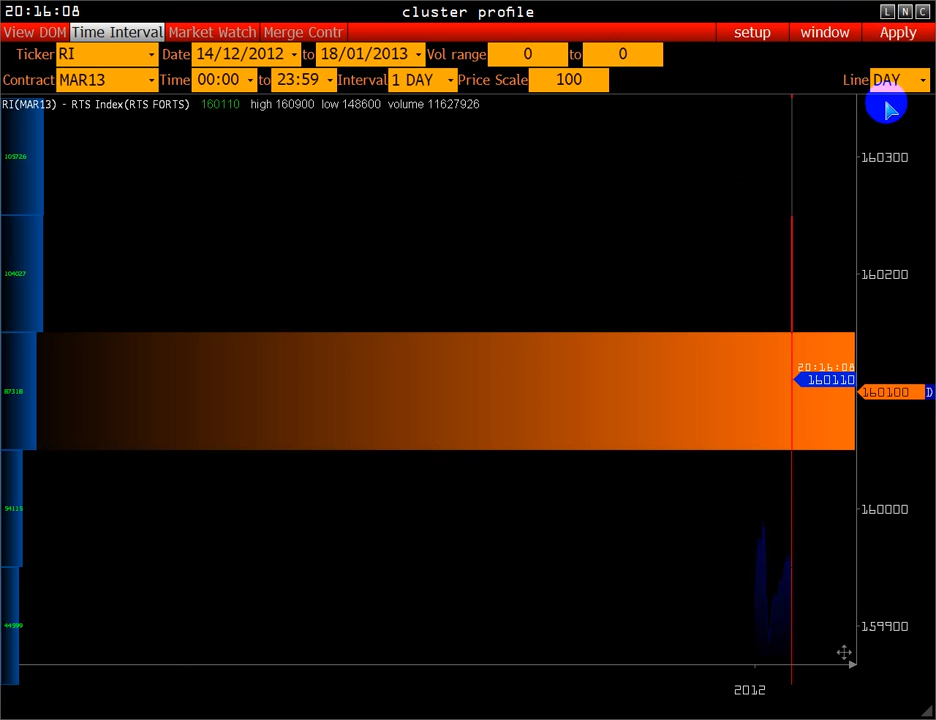 20:16:08 cluster profile L N C
View DOM Time Interval Market Watch Merge Contr setup window Apply
Ticker RI Date 14/12/2012 to 18/01/2013 Vol range 0 to 0
Contract MAR13 Time 00:00 to 23:59 Interval 1 DAY Price Scale 100 Line DAY
RI(MAR13) - RTS Index(RTS FORTS) 160110 high 160900 low 148600 volume 11627926
105726 160300
104027 160200
20:16:08
160110
87318 160100 D
54115 160000
44999 159900
2012